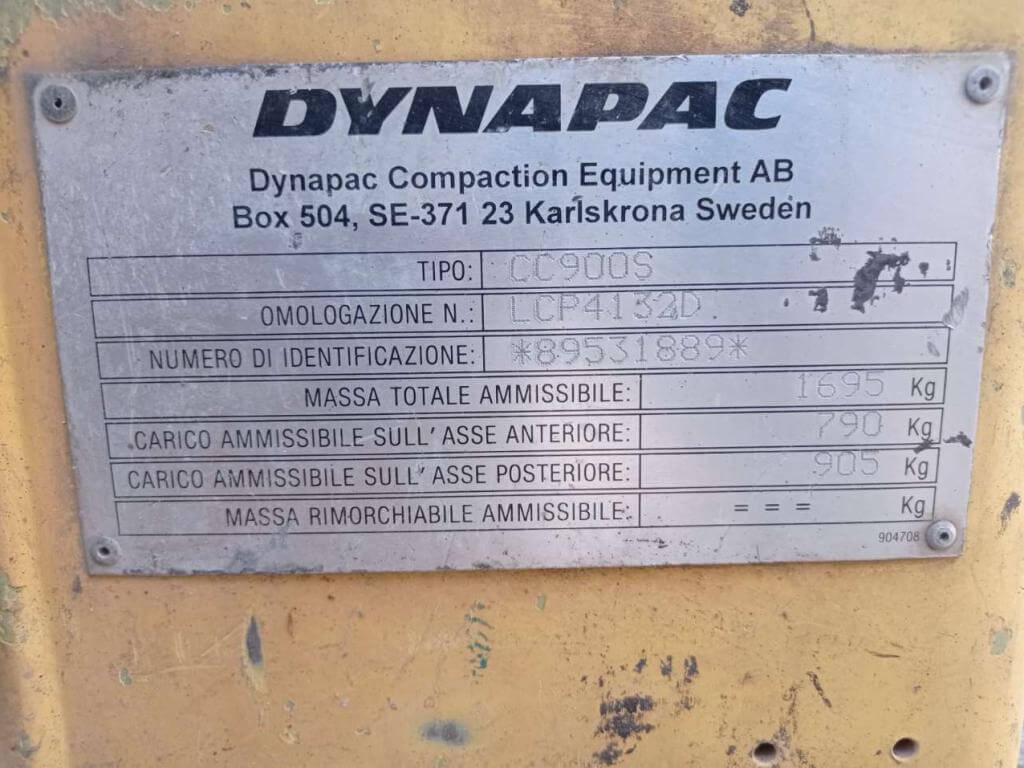 DYNAPAC
Dynapac Compaction Equipment AB
Box 504, SE-371 23 Karlskrona Sweden
TIPO: CC900S
OMOLOGAZIONE N.: LCP4132D
NUMERO DI IDENTIFICAZIONE: *89531889*
MASSA TOTALE AMMISSIBILE: 1695 Kg
CARICO AMMISSIBILE SULL'ASSE ANTERIORE: 790 Kg
CARICO AMMISSIBILE SULL'ASSE POSTERIORE: 905 Kg
MASSA RIMORCHIABILE AMMISSIBILE: = = = Kg
904708